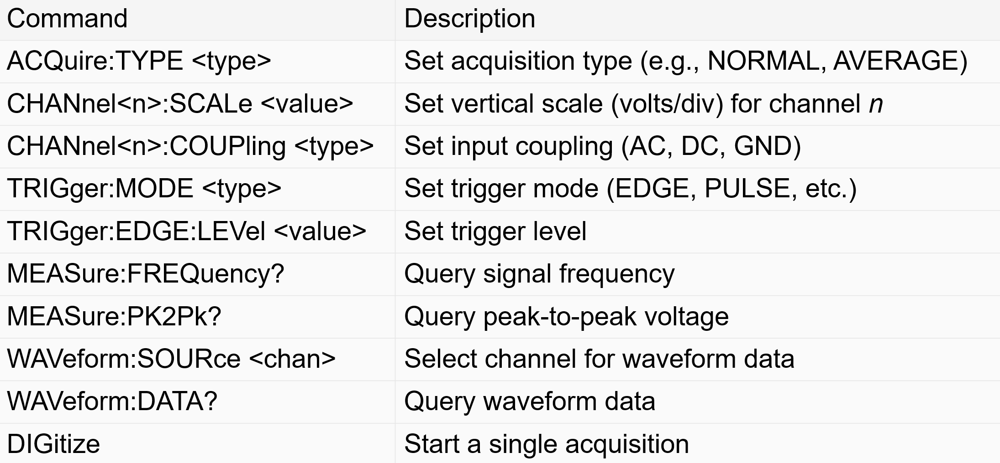 Command Description
ACQuire:TYPE <type> Set acquisition type (e.g., NORMAL, AVERAGE)
CHANnel<n>:SCALe <value> Set vertical scale (volts/div) for channel n
CHANnel<n>:COUPling <type> Set input coupling (AC, DC, GND)
TRIGger:MODE <type> Set trigger mode (EDGE, PULSE, etc.)
TRIGger:EDGE:LEVel <value> Set trigger level
MEASure:FREQuency? Query signal frequency
MEASure:PK2Pk? Query peak-to-peak voltage
WAVeform:SOURce <chan> Select channel for waveform data
WAVeform:DATA? Query waveform data
DIGitize Start a single acquisition